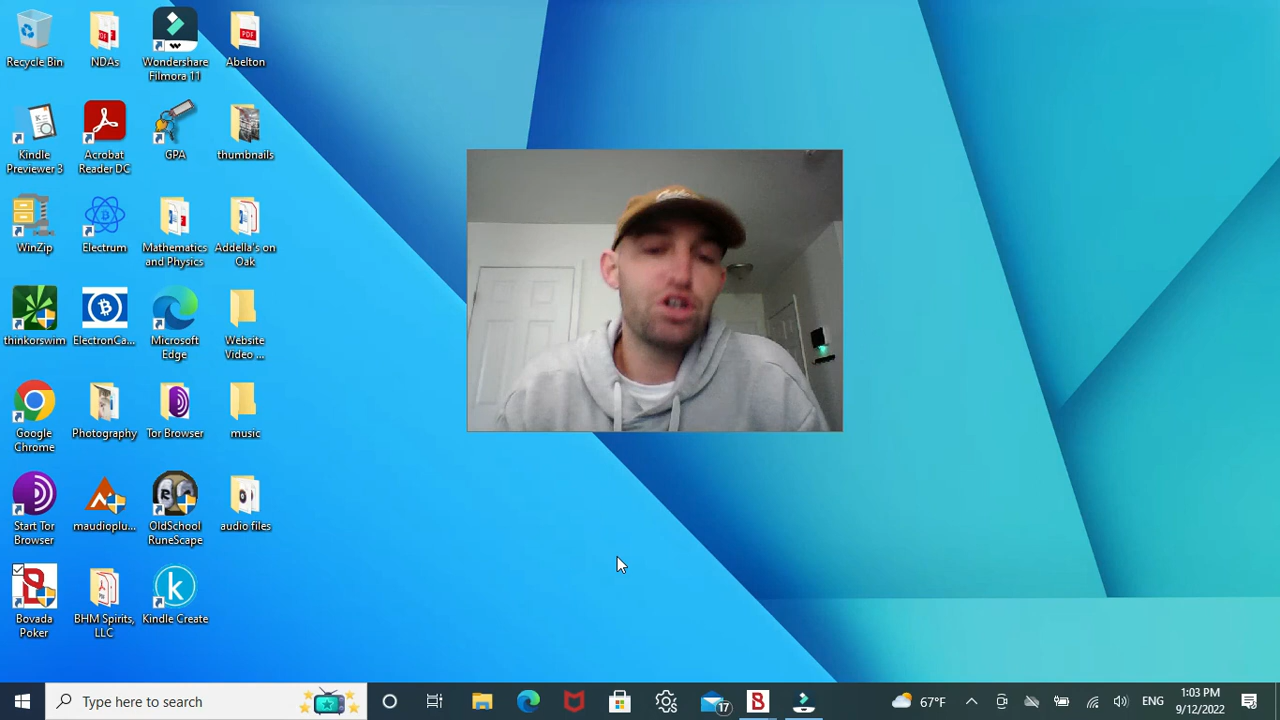 Recycle Bin
NDAs
Wondershare
Filmora 11
PDF
Abelton
Kindle
Previewer 3
Acrobat
Reader DC
GPA
thumbnails
WinZip
Electrum
Mathematics
and Physics
Addella's on
Oak
thinkorswim
ElectronCa...
Microsoft
Edge
Website
Video ...
Google
Chrome
Photography
Tor Browser
music
Start Tor
Browser
maudioplu...
OldSchool
RuneScape
audio files
Bovada
Poker
BHM Spirits,
LLC
k
Kindle Create
Type here to search
17
B
67°F
ENG
1:03 PM
9/12/2022